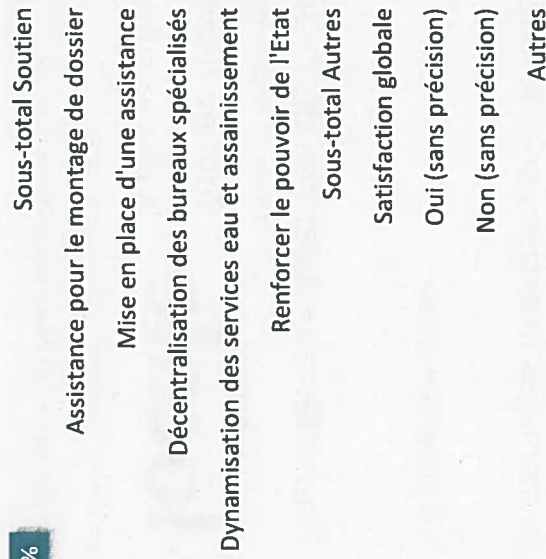 Sous-total Soutien
Assistance pour le montage de dossier
Mise en place d'une assistance
Décentralisation des bureaux spécialisés
Dynamisation des services eau et assainissement
Renforcer le pouvoir de l'Etat
Sous-total Autres
Satisfaction globale
Oui (sans précision)
Non (sans précision)
Autres
%